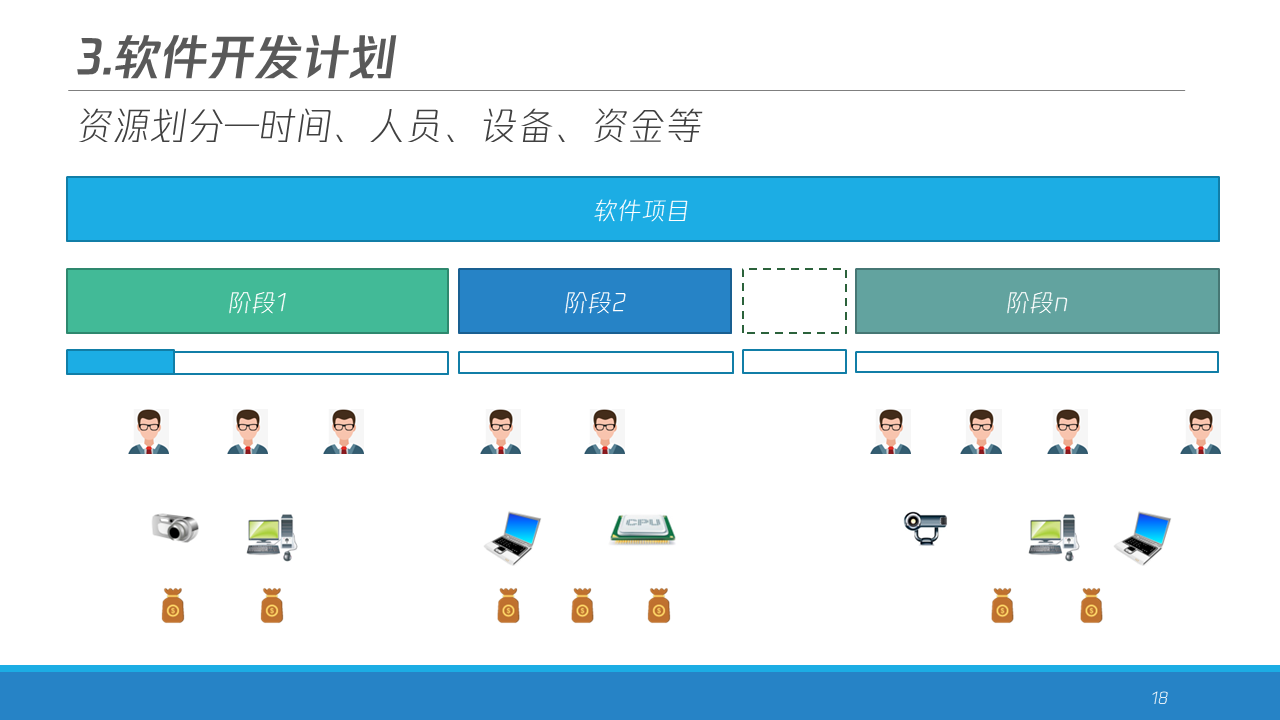 3.软件开发计划
资源划分—时间、人员、设备、资金等
软件项目
阶段1
阶段2
阶段n
CPU
18